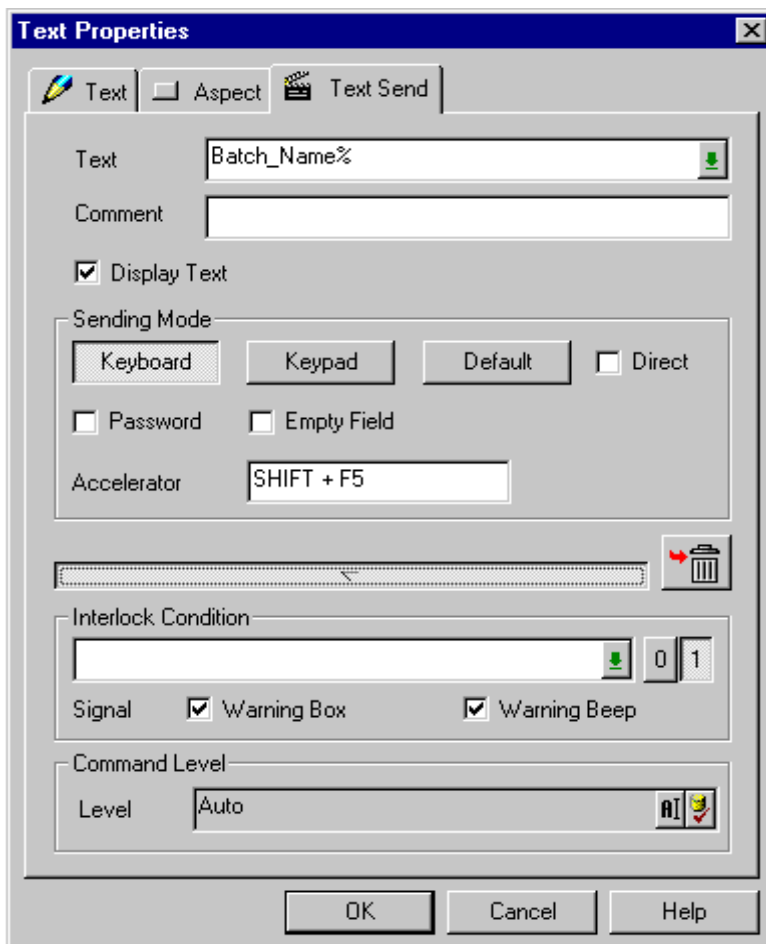 Text Properties
Text Aspect Text Send
Text Batch_Name%
Comment
Display Text
Sending Mode
Keyboard Keypad Default Direct
Password Empty Field
Accelerator SHIFT + F5
Interlock Condition
0 1
Signal Warning Box Warning Beep
Command Level
Level Auto AI
OK Cancel Help